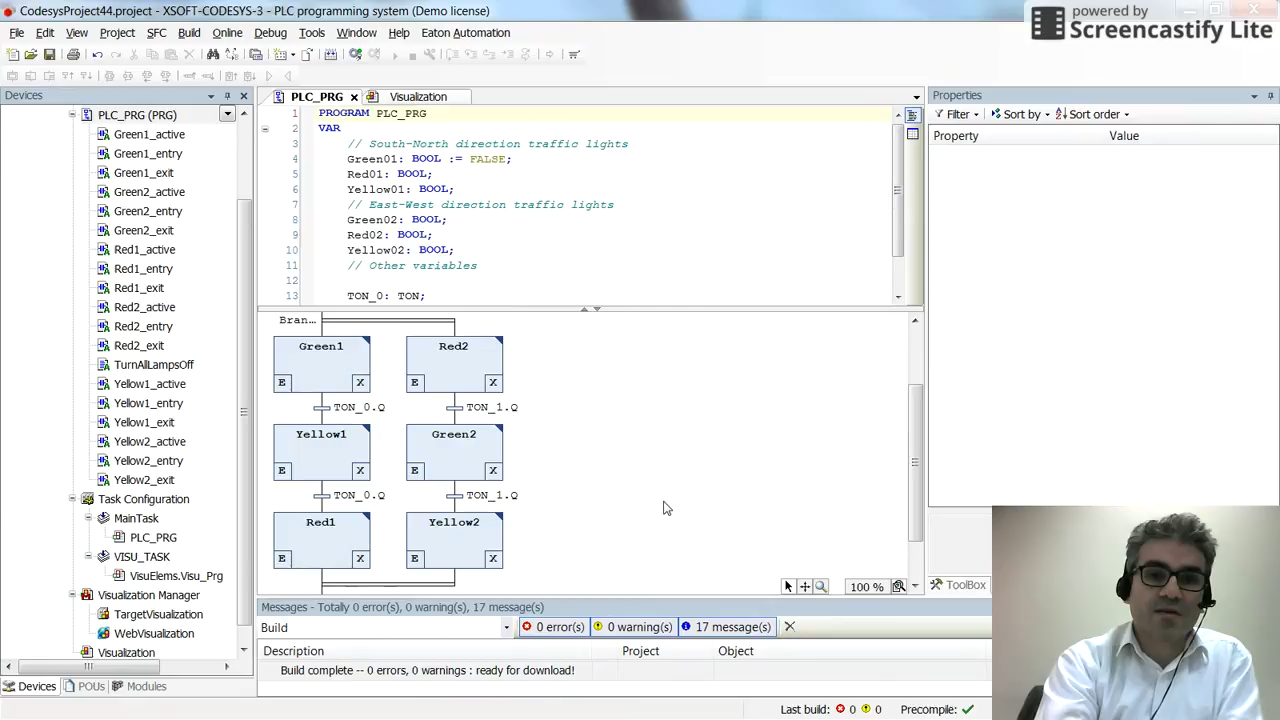 CodesysProject44.project - XSOFT-CODESYS-3 - PLC programming system (Demo license)
powered by
Screencastify Lite
File Edit View Project SFC Build Online Debug Tools Window Help Eaton Automation
Devices
PLC_PRG Visualization
Properties
PLC_PRG (PRG)
Green1_active
Green1_entry
Green1_exit
Green2_active
Green2_entry
Green2_exit
Red1_active
Red1_entry
Red1_exit
Red2_active
Red2_entry
Red2_exit
TurnAllLampsOff
Yellow1_active
Yellow1_entry
Yellow1_exit
Yellow2_active
Yellow2_entry
Yellow2_exit
Task Configuration
MainTask
PLC_PRG
VISU_TASK
VisuElems.Visu_Prg
Visualization Manager
TargetVisualization
WebVisualization
Visualization
Devices POUs Modules
1 PROGRAM PLC_PRG
2 VAR
3 // South-North direction traffic lights
4 Green01: BOOL := FALSE;
5 Red01: BOOL;
6 Yellow01: BOOL;
7 // East-West direction traffic lights
8 Green02: BOOL;
9 Red02: BOOL;
10 Yellow02: BOOL;
11 // Other variables
12
13 TON_0: TON;
Bran...
Green1 Red2
E X E X
TON_0.Q TON_1.Q
Yellow1 Green2
E X E X
TON_0.Q TON_1.Q
Red1 Yellow2
E X E X
100 %
Filter Sort by Sort order
Property Value
ToolBox
Messages - Totally 0 error(s), 0 warning(s), 17 message(s)
Build 0 error(s) 0 warning(s) 17 message(s)
Description Project Object
Build complete -- 0 errors, 0 warnings : ready for download!
Last build: 0 0 Precompile: